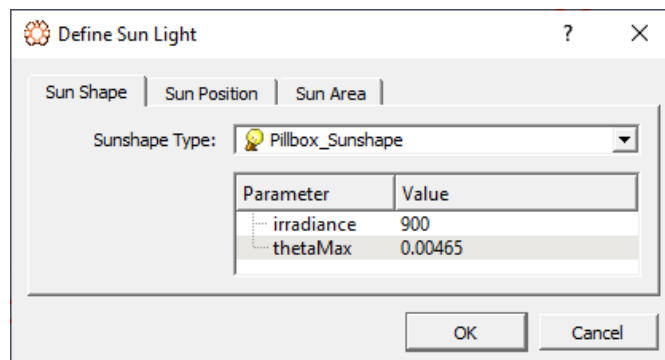 Define Sun Light ?
Sun Shape Sun Position Sun Area
Sunshape Type: Pillbox_Sunshape
Parameter Value
irradiance 900
thetaMax 0.00465
OK Cancel